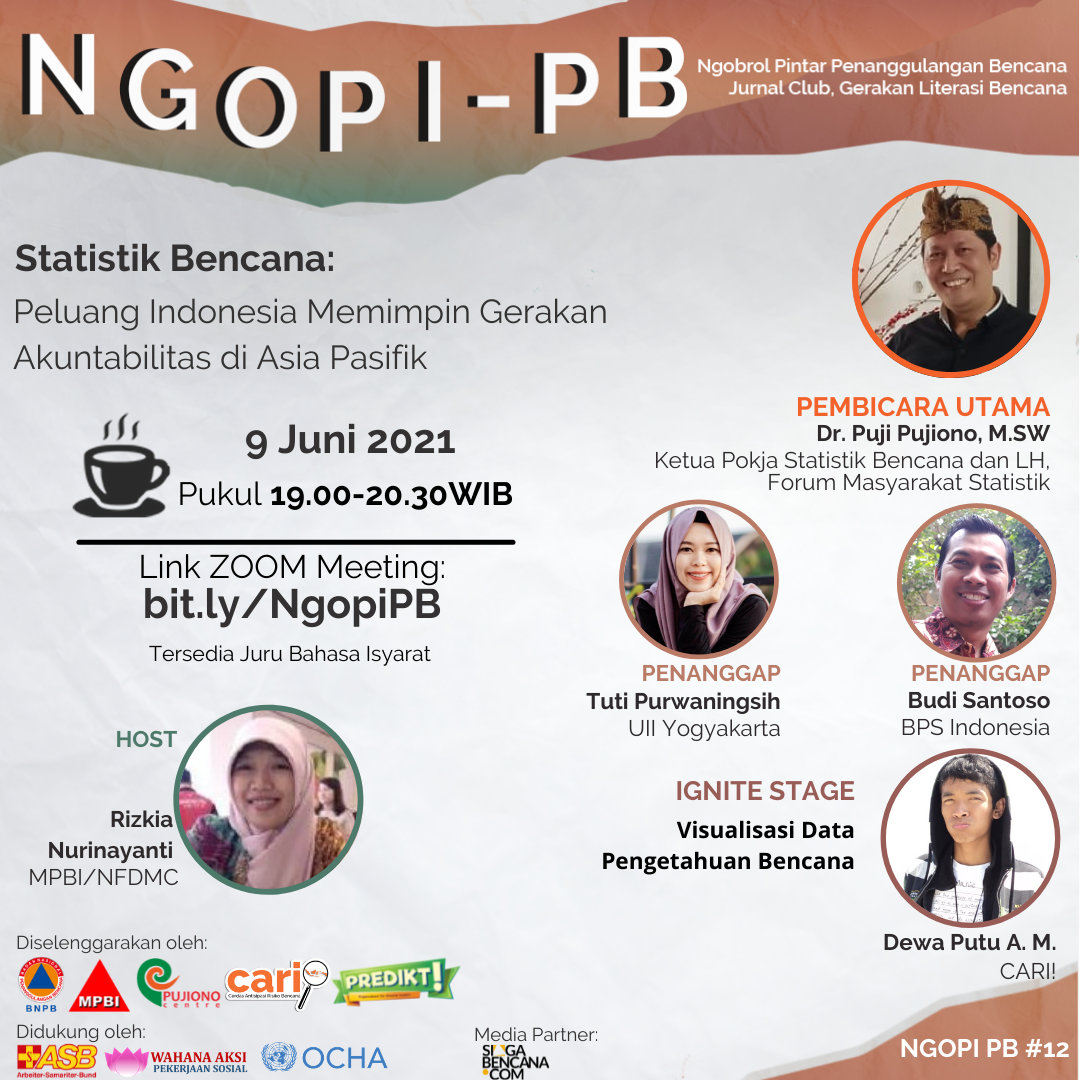 NGOPI-PB
Ngobrol Pintar Penanggulangan Bencana
Jurnal Club, Gerakan Literasi Bencana
Statistik Bencana:
Peluang Indonesia Memimpin Gerakan
Akuntabilitas di Asia Pasifik
9 Juni 2021
Pukul 19.00-20.30WIB
Link ZOOM Meeting:
bit.ly/NgopiPB
Tersedia Juru Bahasa Isyarat
PEMBICARA UTAMA
Dr. Puji Pujiono, M.SW
Ketua Pokja Statistik Bencana dan LH,
Forum Masyarakat Statistik
PENANGGAP
Tuti Purwaningsih
UII Yogyakarta
PENANGGAP
Budi Santoso
BPS Indonesia
HOST
Rizkia
Nurinayanti
MPBI/NFDMC
IGNITE STAGE
Visualisasi Data
Pengetahuan Bencana
Dewa Putu A. M.
CARI!
Diselenggarakan oleh:
BNPB
MPBI
PUJIONO
centre
cari
Cerdas Antisipasi Risiko Bencana
PREDIKT!
Didukung oleh:
ASB
Arbeiter-Samariter-Bund
WAHANA AKSI
PEKERJAAN SOSIAL
OCHA
Media Partner:
SIAGA
BENCANA
.COM
NGOPI PB #12